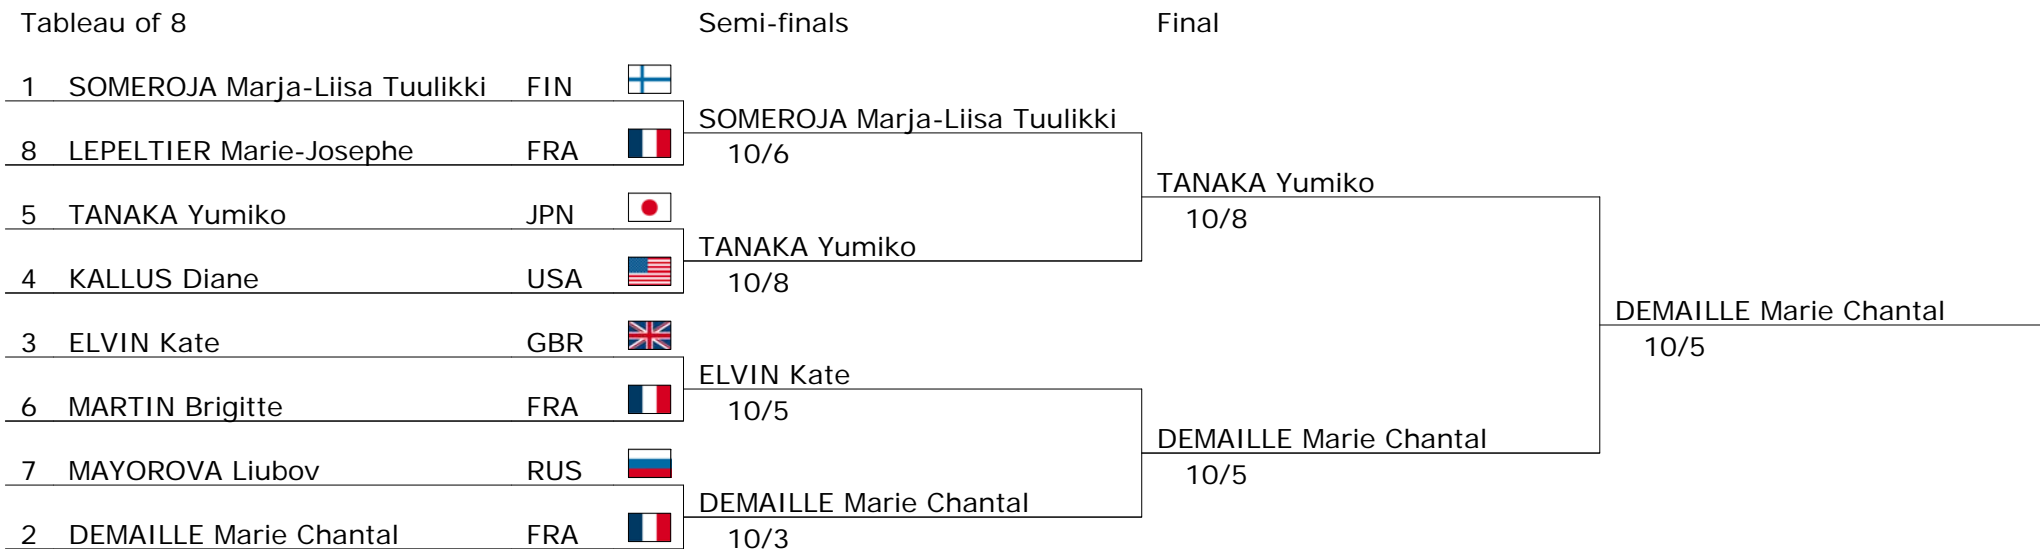 Tableau of 8 Semi-finals Final
1 SOMEROJA Marja-Liisa Tuulikki FIN
SOMEROJA Marja-Liisa Tuulikki
8 LEPELTIER Marie-Josephe FRA 10/6
TANAKA Yumiko
5 TANAKA Yumiko JPN 10/8
TANAKA Yumiko
4 KALLUS Diane USA 10/8
DEMAILLE Marie Chantal
3 ELVIN Kate GBR 10/5
ELVIN Kate
6 MARTIN Brigitte FRA 10/5
DEMAILLE Marie Chantal
7 MAYOROVA Liubov RUS 10/5
DEMAILLE Marie Chantal
2 DEMAILLE Marie Chantal FRA 10/3